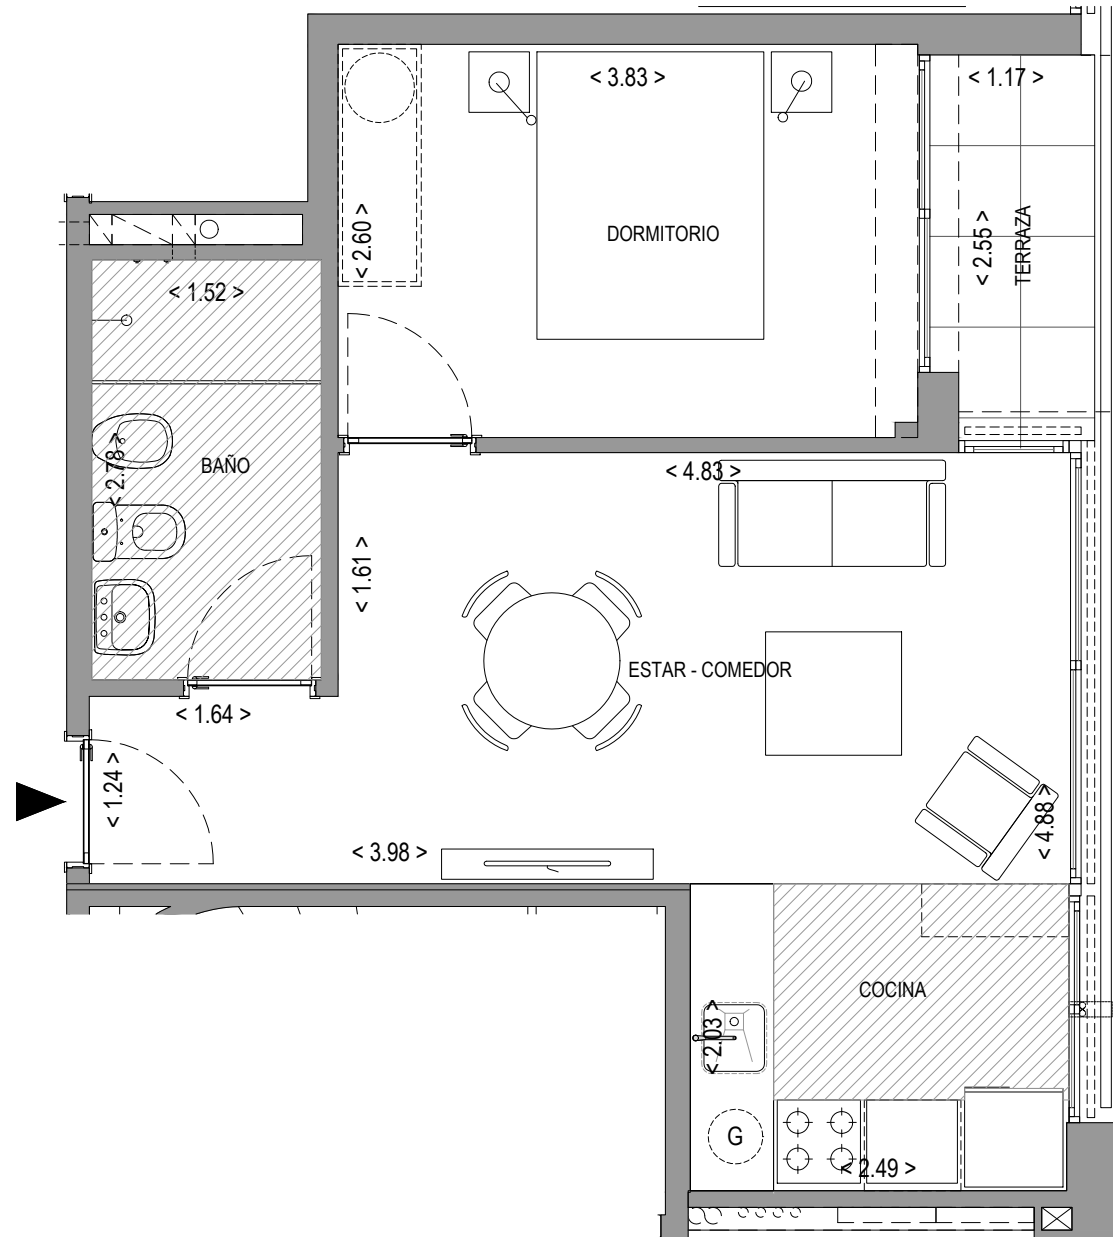 < 3.83 >
< 1.17 >
< 2.60 >
DORMITORIO
< 2.55 >
TERRAZA
< 1.52 >
< 2.78 >
BAÑO
< 4.83 >
< 1.61 >
ESTAR - COMEDOR
< 1.64 >
< 1.24 >
< 4.88 >
< 3.98 >
COCINA
< 2.03 >
G
< 2.49 >